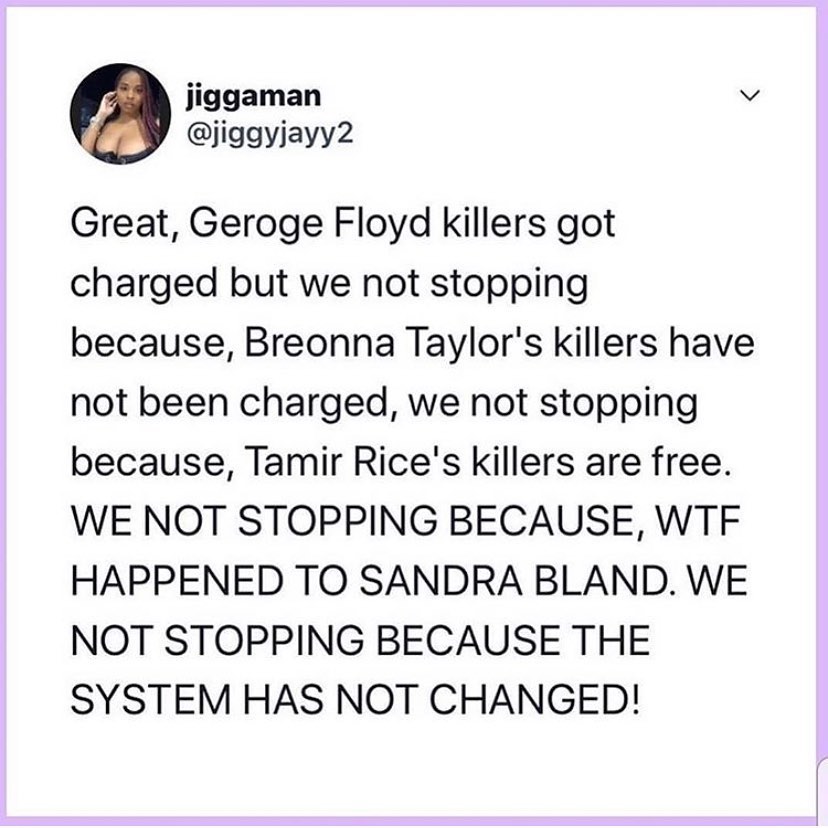 jiggaman
@jiggyjayy2
Great, Geroge Floyd killers got
charged but we not stopping
because, Breonna Taylor's killers have
not been charged, we not stopping
because, Tamir Rice's killers are free.
WE NOT STOPPING BECAUSE, WTF
HAPPENED TO SANDRA BLAND. WE
NOT STOPPING BECAUSE THE
SYSTEM HAS NOT CHANGED!